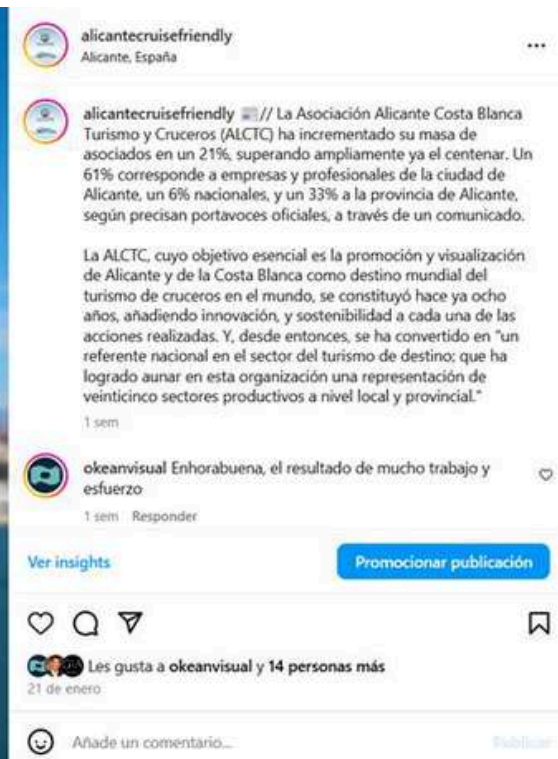 alicantecruisefriendly
Alicante, España
alicantecruisefriendly 📰// La Asociación Alicante Costa Blanca
Turismo y Cruceros (ALCTC) ha incrementado su masa de
asociados en un 21%, superando ampliamente ya el centenar. Un
61% corresponde a empresas y profesionales de la ciudad de
Alicante, un 6% nacionales, y un 33% a la provincia de Alicante,
según precisan portavoces oficiales, a través de un comunicado.
La ALCTC, cuyo objetivo esencial es la promoción y visualización
de Alicante y de la Costa Blanca como destino mundial del
turismo de cruceros en el mundo, se constituyó hace ya ocho
años, añadiendo innovación, y sostenibilidad a cada una de las
acciones realizadas. Y, desde entonces, se ha convertido en "un
referente nacional en el sector del turismo de destino; que ha
logrado aunar en esta organización una representación de
veinticinco sectores productivos a nivel local y provincial."
1 sem
okeanvisual Enhorabuena, el resultado de mucho trabajo y
esfuerzo
1 sem Responder
Ver insights
Promocionar publicación
Les gusta a okeanvisual y 14 personas más
21 de enero
Añade un comentario...
Publicar